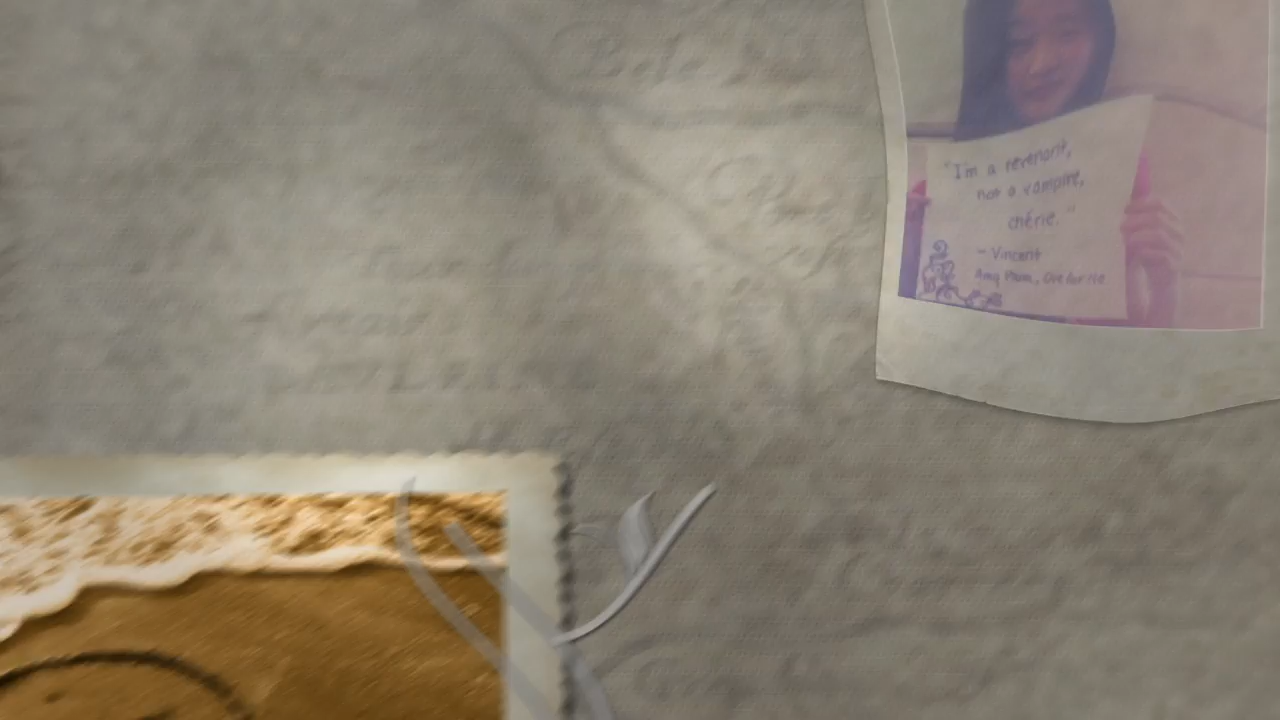 "I'm a revenant,
not a vampire,
chérie."
- Vincent
Amy Plum, Die for Me